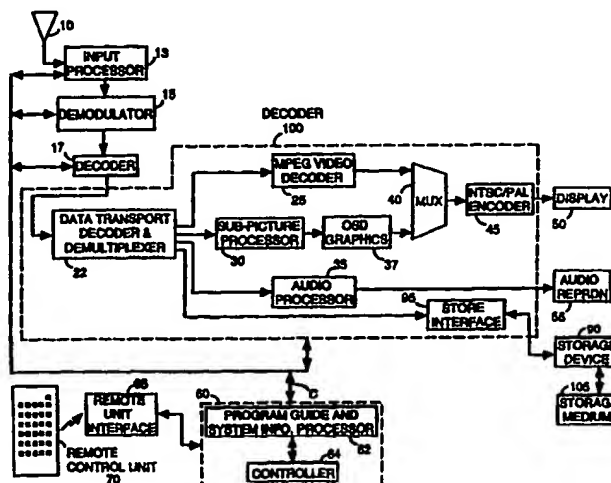 10
INPUT
PROCESSOR
13
DEMODULATOR
15
17
DECODER
DECODER
100
MPEG VIDEO
DECODER
25
40
MUX
NTSC/PAL
ENCODER
45
DISPLAY
50
DATA TRANSPORT
DECODER &
DEMULTIPLEXER
22
SUB-PICTURE
PROCESSOR
30
OSD
GRAPHICS
37
35
AUDIO
PROCESSOR
AUDIO
REPRDN
55
95
STORE
INTERFACE
90
STORAGE
DEVICE
105
STORAGE
MEDIUM
C
65
REMOTE
UNIT
INTERFACE
60
PROGRAM GUIDE AND
SYSTEM INFO. PROCESSOR
62
REMOTE
CONTROL UNIT
70
64
CONTROLLER